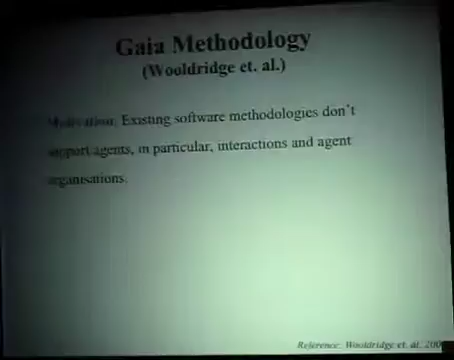 Gaia Methodology
(Wooldridge et. al.)
Motivation: Existing software methodologies don't
support agents, in particular, interactions and agent
organisations.
Reference: Wooldridge et. al. 200